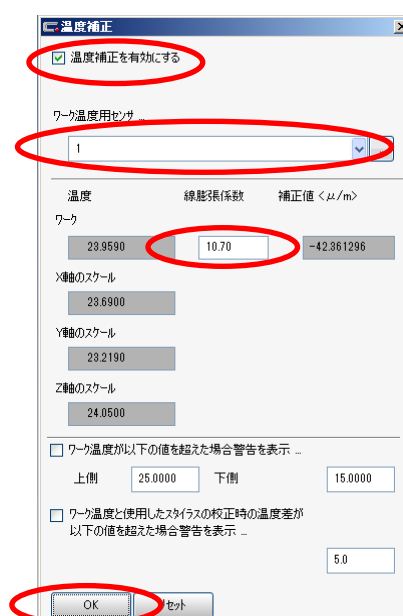 温度補正
温度補正を有効にする
ワーク温度用センサ ...
1
温度 線膨張係数 補正値 <μ/m>
ワーク
23.9590 10.70 -42.361296
X軸のスケール
23.6900
Y軸のスケール
23.2190
Z軸のスケール
24.0500
ワーク温度が以下の値を超えた場合警告を表示 ...
上側 25.0000 下側 15.0000
ワーク温度と使用したスタイラスの校正時の温度差が
以下の値を超えた場合警告を表示 ...
5.0
OK リセット